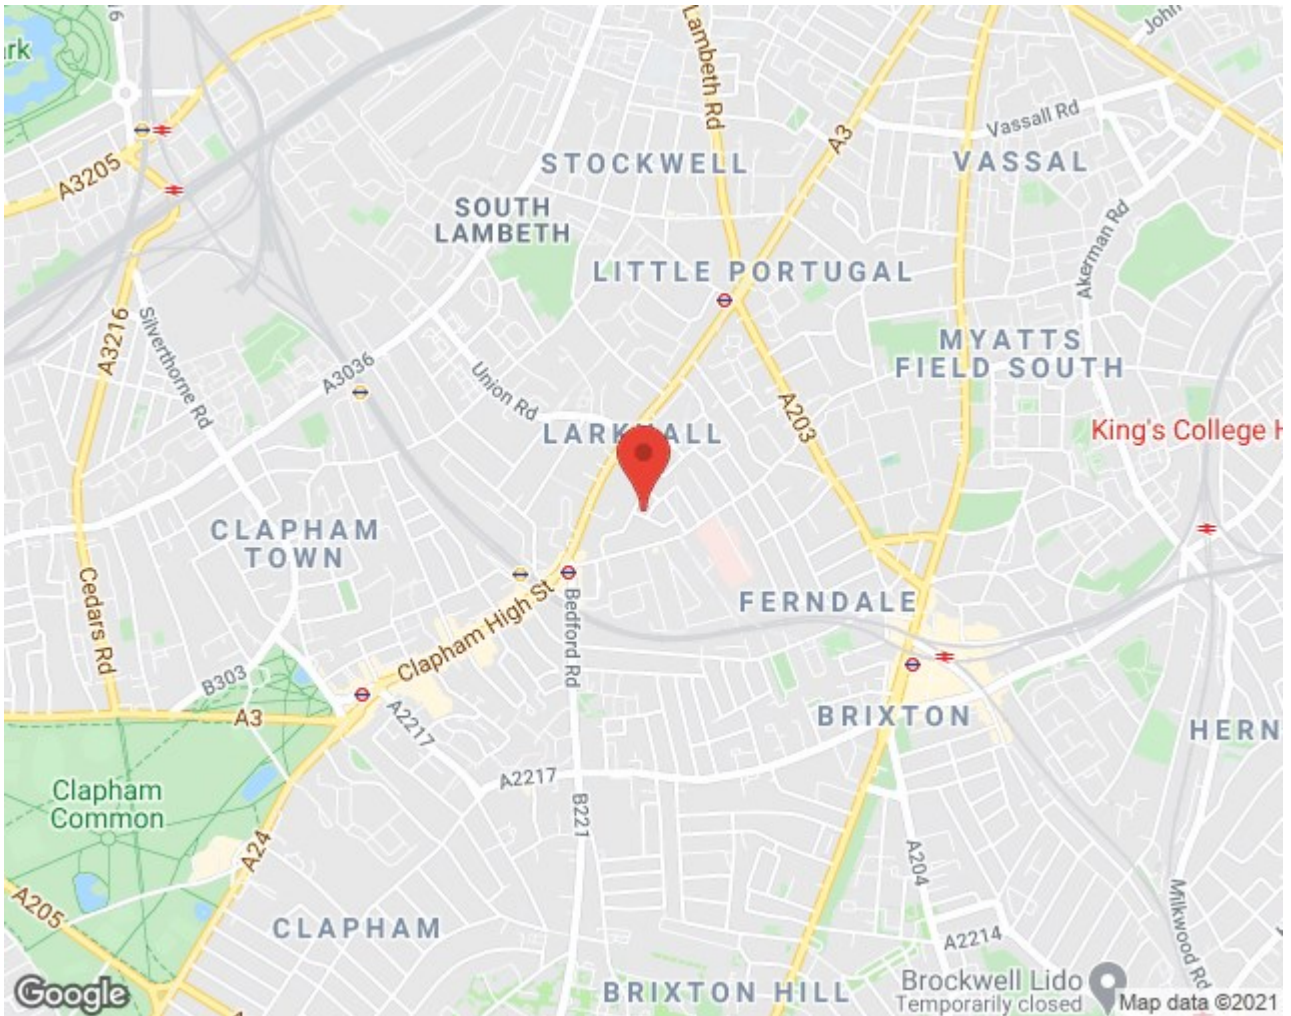 16
Lambeth Rd
John
ark
A3
Vassall Rd
STOCKWELL
VASSAL
A3205
SOUTH
LAMBETH
Akerman Rd
LITTLE PORTUGAL
A3216
Silverthorne Rd
A3036
MYATTS
FIELD SOUTH
Union Rd
A203
LARKHALL
King's College H
CLAPHAM
TOWN
Cedars Rd
Clapham High St
Bedford Rd
FERNDALE
B303
A3
A2217
BRIXTON
HERN
A2217
Clapham
Common
B221
A24
A204
A205
Milkwood Rd
CLAPHAM
A2214
Brockwell Lido
Temporarily closed
BRIXTON HILL
Google
Map data ©2021